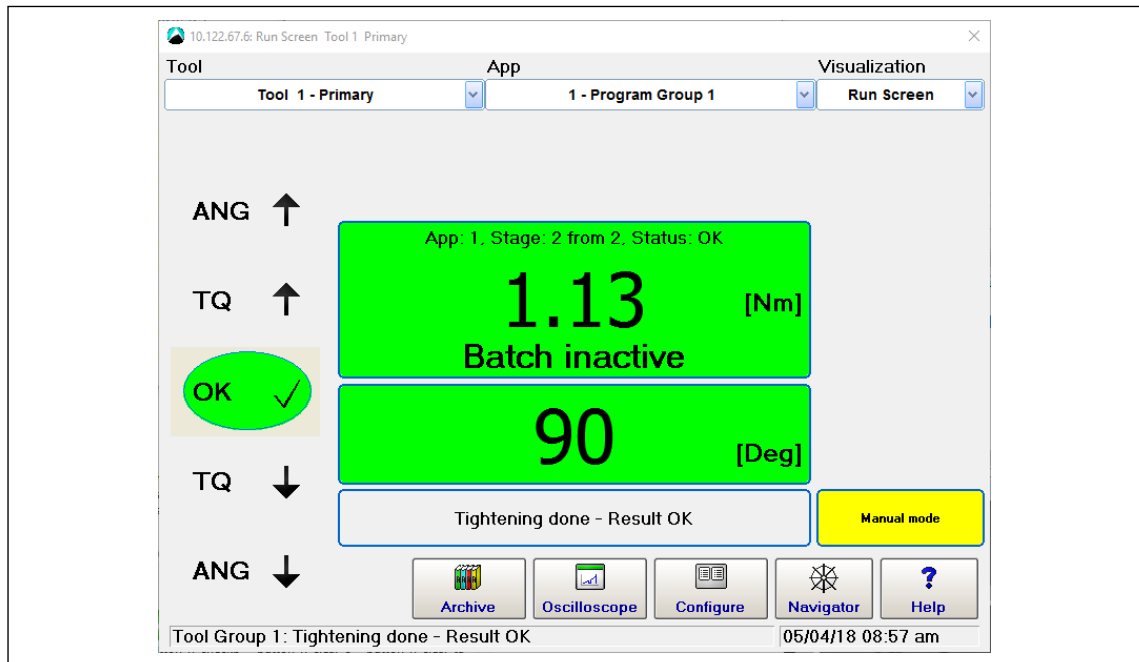 10.122.67.6: Run Screen Tool 1 Primary
Tool App Visualization
Tool 1 - Primary 1 - Program Group 1 Run Screen
ANG
App: 1, Stage: 2 from 2, Status: OK
TQ 1.13 [Nm]
Batch inactive
OK
90 [Deg]
TQ
Tightening done - Result OK Manual mode
ANG
Archive Oscilloscope Configure Navigator Help
Tool Group 1: Tightening done - Result OK 05/04/18 08:57 am